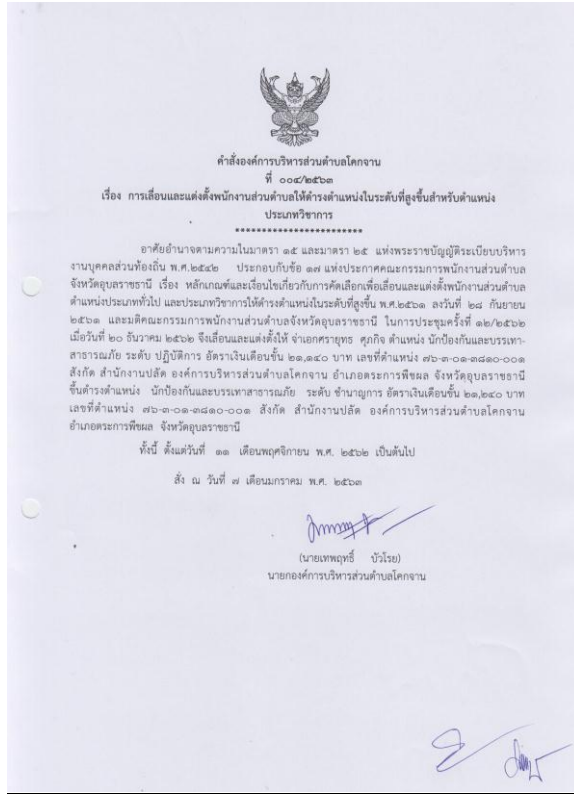 คำสั่งองค์การบริหารส่วนตำบลโคกจาน
ที่ ๐๐๔/๒๕๖๓
เรื่อง การเลื่อนและแต่งตั้งพนักงานส่วนตำบลให้ดำรงตำแหน่งในระดับที่สูงขึ้นสำหรับตำแหน่ง
ประเภทวิชาการ
*************************
อาศัยอำนาจตามความในมาตรา ๑๕ และมาตรา ๒๕ แห่งพระราชบัญญัติระเบียบบริหาร
งานบุคคลส่วนท้องถิ่น พ.ศ.๒๕๔๒ ประกอบกับข้อ ๑๗ แห่งประกาศคณะกรรมการพนักงานส่วนตำบล
จังหวัดอุบลราชธานี เรื่อง หลักเกณฑ์และเงื่อนไขเกี่ยวกับการคัดเลือกเพื่อเลื่อนและแต่งตั้งพนักงานส่วนตำบล
ตำแหน่งประเภททั่วไป และประเภทวิชาการให้ดำรงตำแหน่งในระดับที่สูงขึ้น พ.ศ.๒๕๖๑ ลงวันที่ ๒๘ กันยายน
๒๕๖๑ และมติคณะกรรมการพนักงานส่วนตำบลจังหวัดอุบลราชธานี ในการประชุมครั้งที่ ๑๒/๒๕๖๒
เมื่อวันที่ ๒๐ ธันวาคม ๒๕๖๒ จึงเลื่อนและแต่งตั้งให้ จ่าเอกศรายุทธ ศุภกิจ ตำแหน่ง นักป้องกันและบรรเทา-
สาธารณภัย ระดับ ปฏิบัติการ อัตราเงินเดือนขั้น ๒๑,๑๔๐ บาท เลขที่ตำแหน่ง ๗๖-๓-๐๑-๓๘๑๐-๐๐๑
สังกัด สำนักงานปลัด องค์การบริหารส่วนตำบลโคกจาน อำเภอตระการพืชผล จังหวัดอุบลราชธานี
ขึ้นดำรงตำแหน่ง นักป้องกันและบรรเทาสาธารณภัย ระดับ ชำนาญการ อัตราเงินเดือนขั้น ๒๑,๒๔๐ บาท
เลขที่ตำแหน่ง ๗๖-๓-๐๑-๓๘๑๐-๐๐๑ สังกัด สำนักงานปลัด องค์การบริหารส่วนตำบลโคกจาน
อำเภอตระการพืชผล จังหวัดอุบลราชธานี
ทั้งนี้ ตั้งแต่วันที่ ๑๑ เดือนพฤศจิกายน พ.ศ. ๒๕๖๒ เป็นต้นไป
สั่ง ณ วันที่ ๗ เดือนมกราคม พ.ศ. ๒๕๖๓
(นายเทพฤทธิ์ บัวโรย)
นายกองค์การบริหารส่วนตำบลโคกจาน